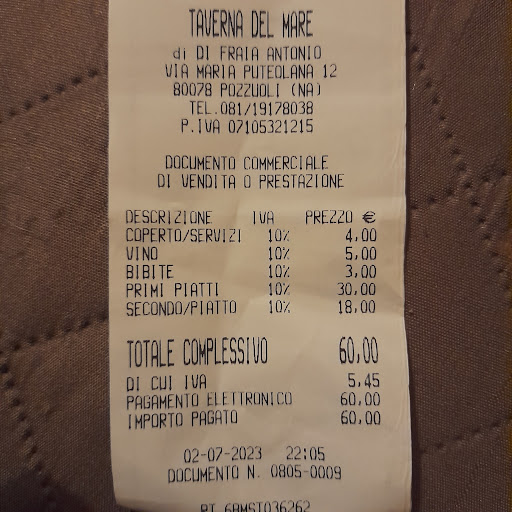 TAVERNA DEL MARE
di DI FRAIA ANTONIO
VIA MARIA PUTEOLANA 12
80078 POZZUOLI (NA)
TEL.081/19178038
P.IVA 07105321215
DOCUMENTO COMMERCIALE
DI VENDITA O PRESTAZIONE
DESCRIZIONE IVA PREZZO €
COPERTO/SERVIZI 10% 4,00
VINO 10% 5,00
BIBITE 10% 3,00
PRIMI PIATTI 10% 30,00
SECONDO/PIATTO 10% 18,00
TOTALE COMPLESSIVO 60,00
DI CUI IVA 5,45
PAGAMENTO ELETTRONICO 60,00
IMPORTO PAGATO 60,00
02-07-2023 22:05
DOCUMENTO N. 0805-0009
RT 6AMST036262